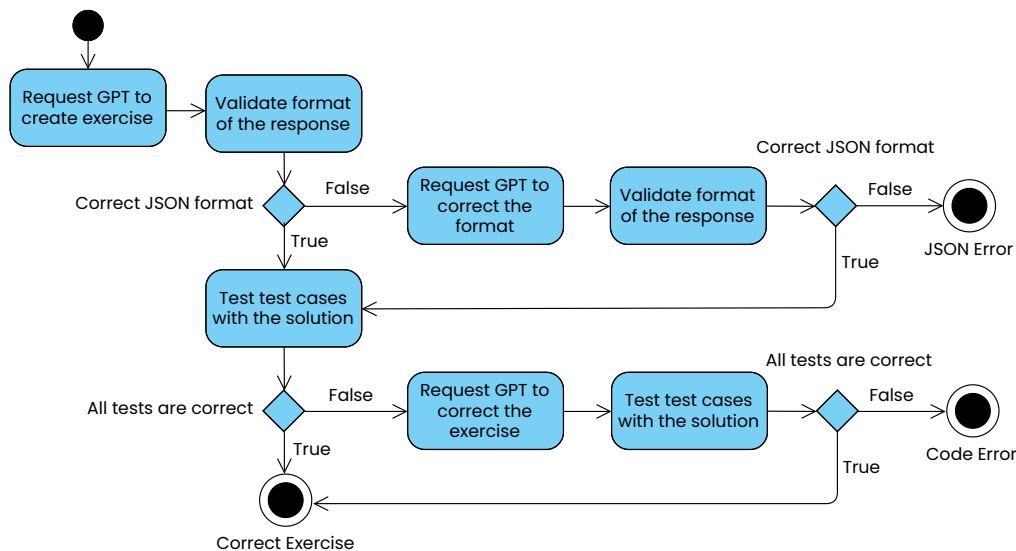 Request GPT to
create exercise
Validate format
of the response
Correct JSON format
False
True
Request GPT to
correct the
format
Validate format
of the response
Correct JSON format
False
JSON Error
True
Test test cases
with the solution
All tests are correct
False
True
Request GPT to
correct the
exercise
Test test cases
with the solution
All tests are correct
False
Code Error
True
Correct Exercise